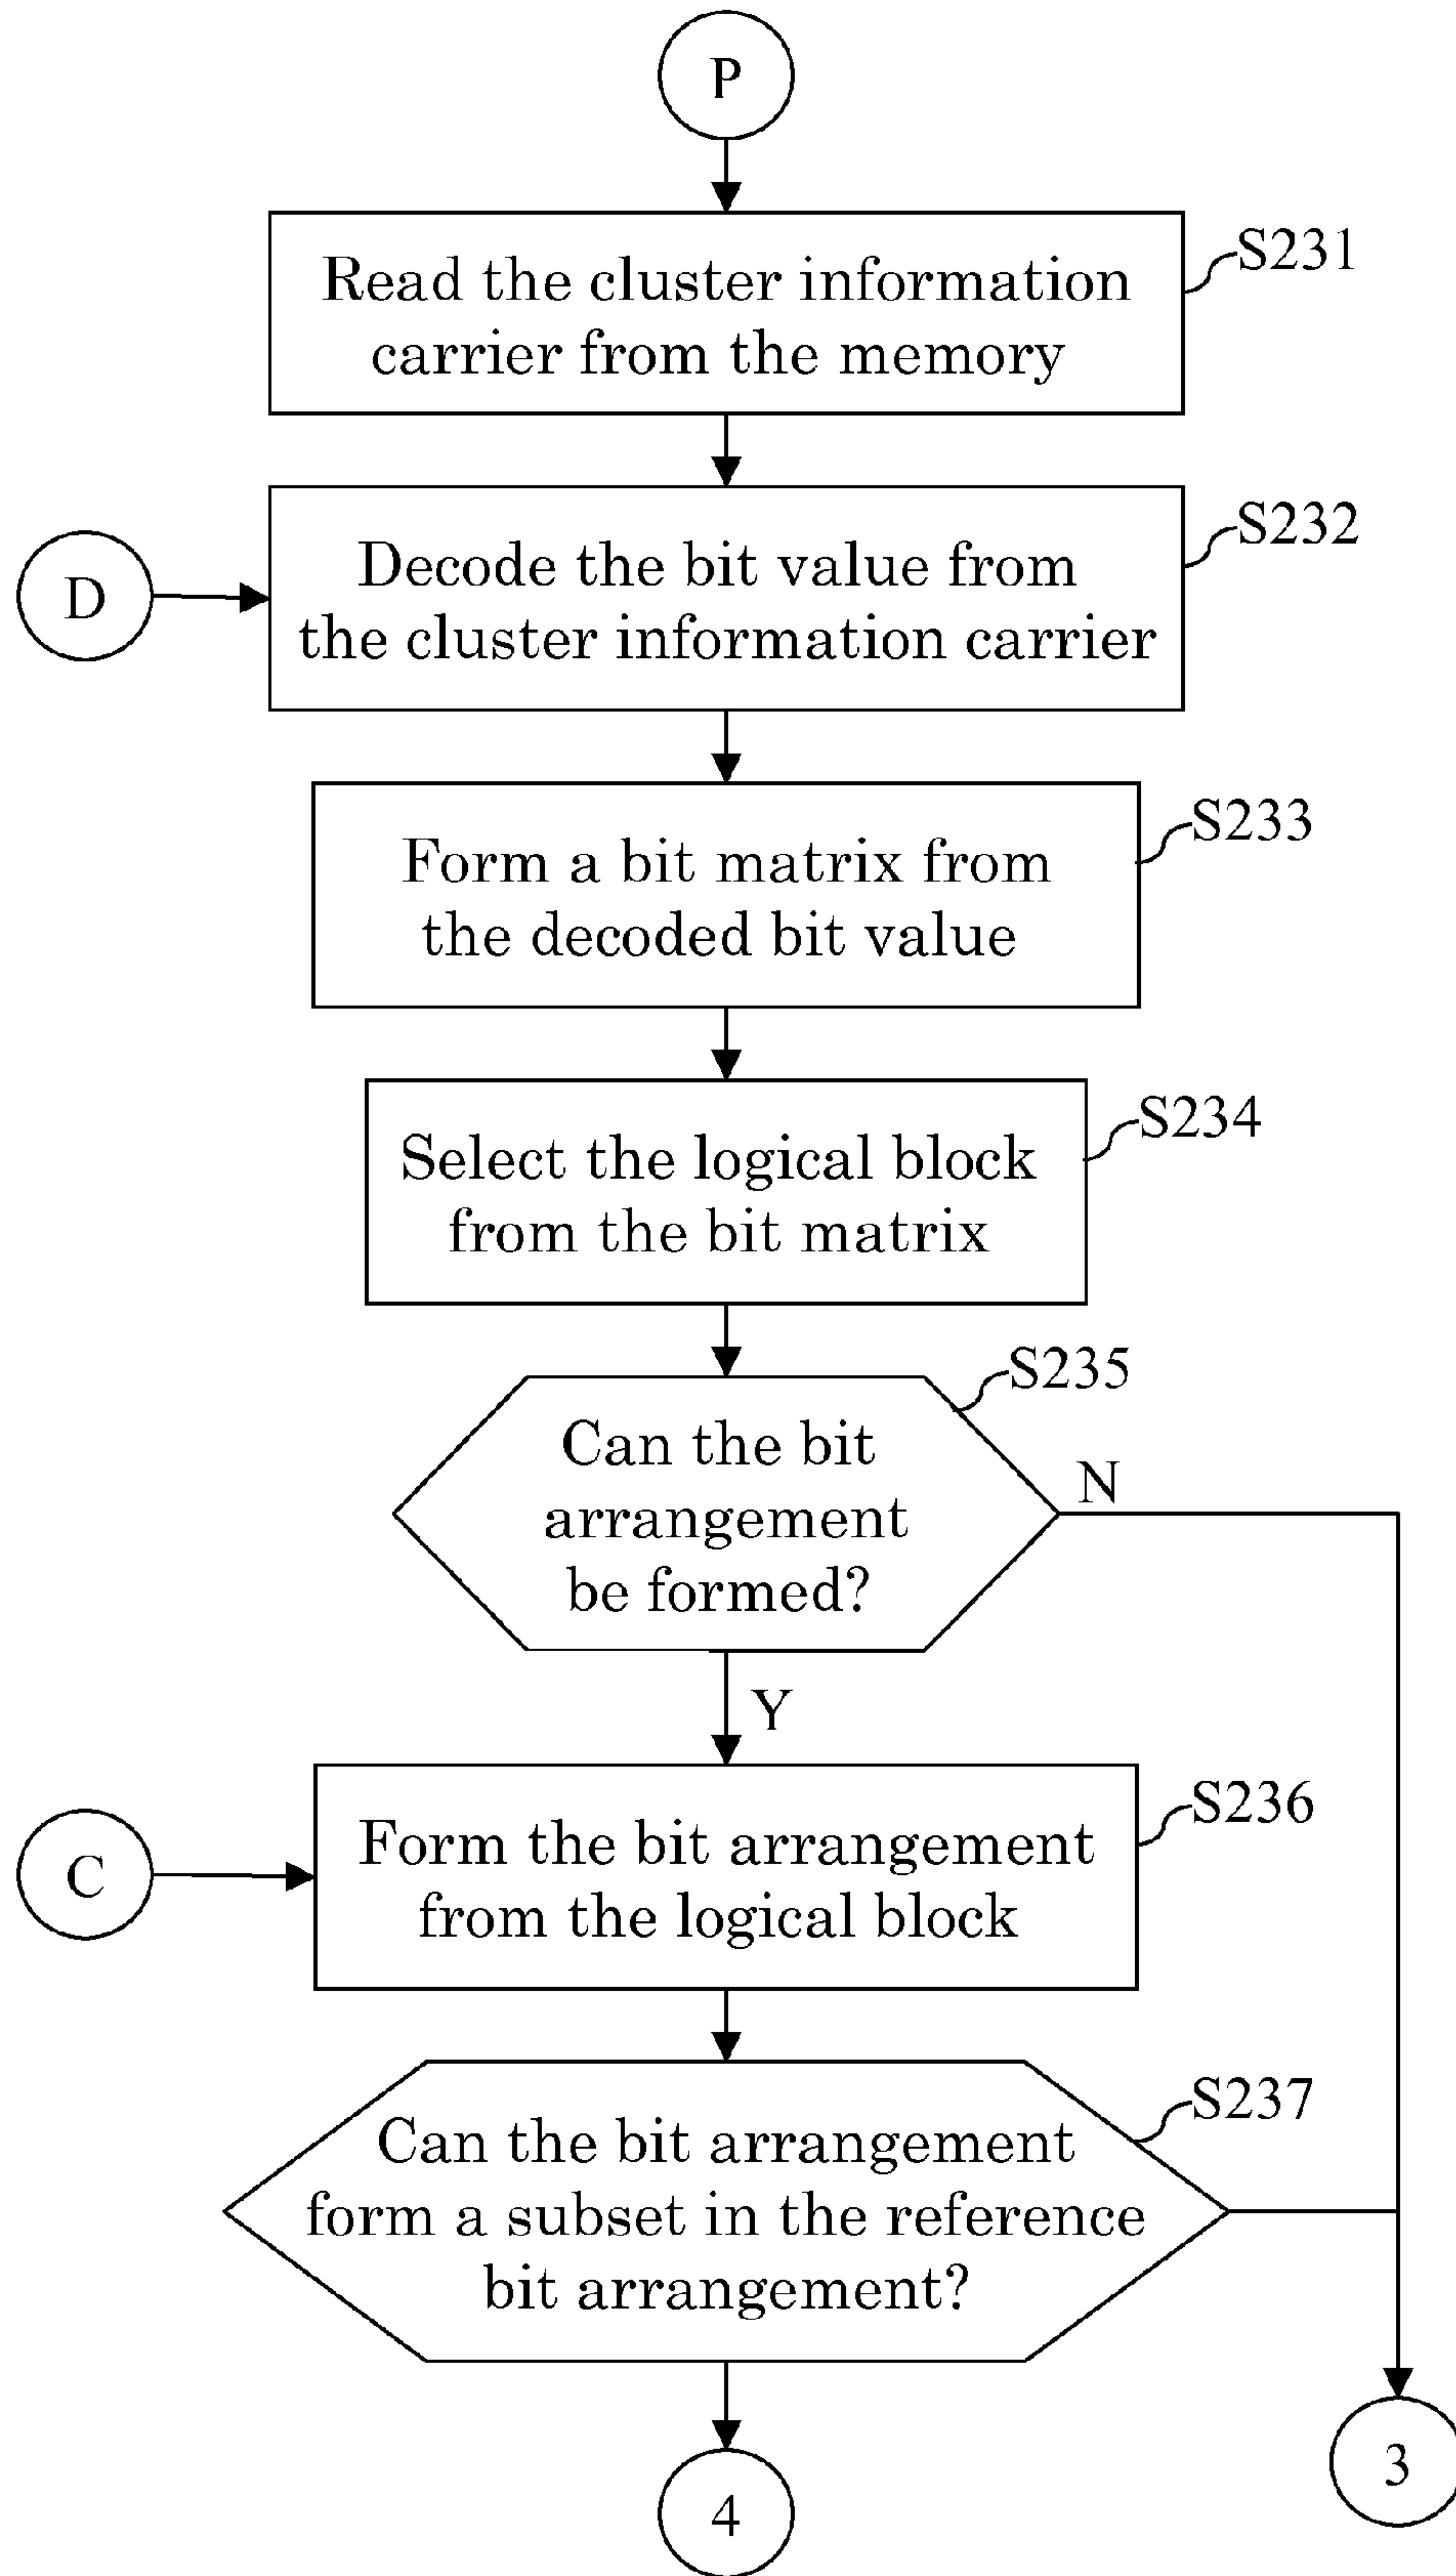 P
S231
Read the cluster information
carrier from the memory
S232
Decode the bit value from
the cluster information carrier
D
S233
Form a bit matrix from
the decoded bit value
S234
Select the logical block
from the bit matrix
S235
Can the bit
arrangement
be formed?
N
Y
S236
Form the bit arrangement
from the logical block
C
S237
Can the bit arrangement
form a subset in the reference
bit arrangement?
3
4